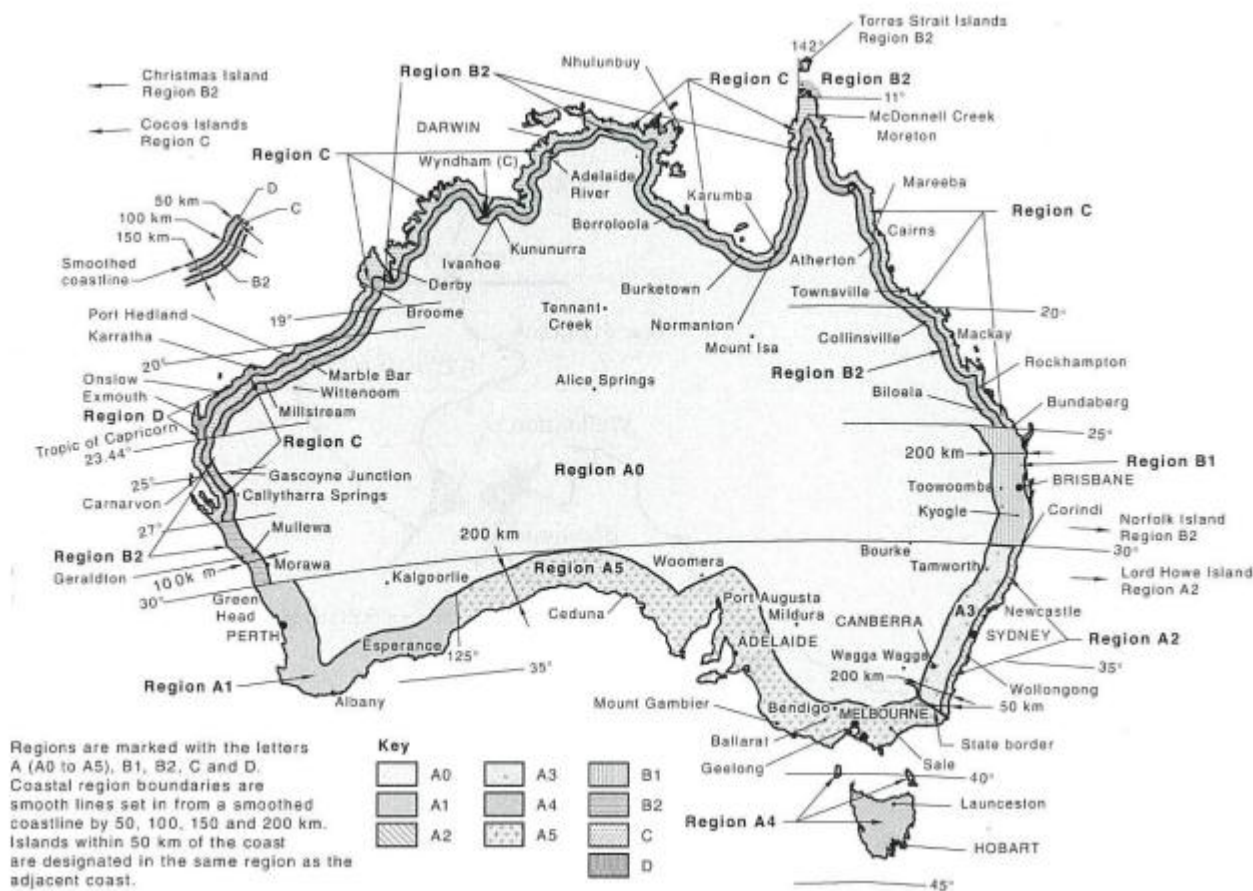 Torres Strait Islands
Region B2
142°
Christmas Island
Region B2
Region B2
Nhulunbuy
Region C
Region B2
11°
Cocos Islands
Region C
DARWIN
McDonnell Creek
Moreton
Region C
Wyndham (C)
Adelaide
River
Karumba
Mareeba
D
50 km
C
100 km
150 km
Region C
Borroloola
Cairns
Kununurra
Ivanhoe
Atherton
Smoothed
coastline
B2
Derby
Burketown
Townsville
Port Hedland
19°
Broome
Tennant
Creek
Normanton
20°
Karratha
Collinsville
Mackay
20°
Mount Isa
Onslow
Marble Bar
Region B2
Rockhampton
Exmouth
Wittenoom
Alice Springs
Biloela
Region D
Millstream
Bundaberg
Tropic of Capricorn
23.44°
Region C
25°
200 km
Region A0
Region B1
25°
Gascoyne Junction
Toowoomba
BRISBANE
Carnarvon
Callytharra Springs
Kyogle
Corindi
27°
Mullewa
200 km
Norfolk Island
Region B2
Region B2
Bourke
30°
Geraldton
Morawa
Region A5
Woomera
Tamworth
100k m
Lord Howe Island
Region A2
30°
Kalgoorlie
Green
Head
Ceduna
Port Augusta
Mildura
A3
Newcastle
PERTH
CANBERRA
SYDNEY
Esperance
125°
ADELAIDE
Region A2
35°
Wagga Wagga
35°
200 km
Region A1
Wollongong
Albany
50 km
Mount Gambier
Bendigo
MELBOURNE
State border
Ballarat
Geelong
Sale
40°
Launceston
Region A4
HOBART
45°
Regions are marked with the letters
A (A0 to A5), B1, B2, C and D.
Coastal region boundaries are
smooth lines set in from a smoothed
coastline by 50, 100, 150 and 200 km.
Islands within 50 km of the coast
are designated in the same region as the
adjacent coast.
Key
A0
A3
B1
A1
A4
B2
A2
A5
C
D